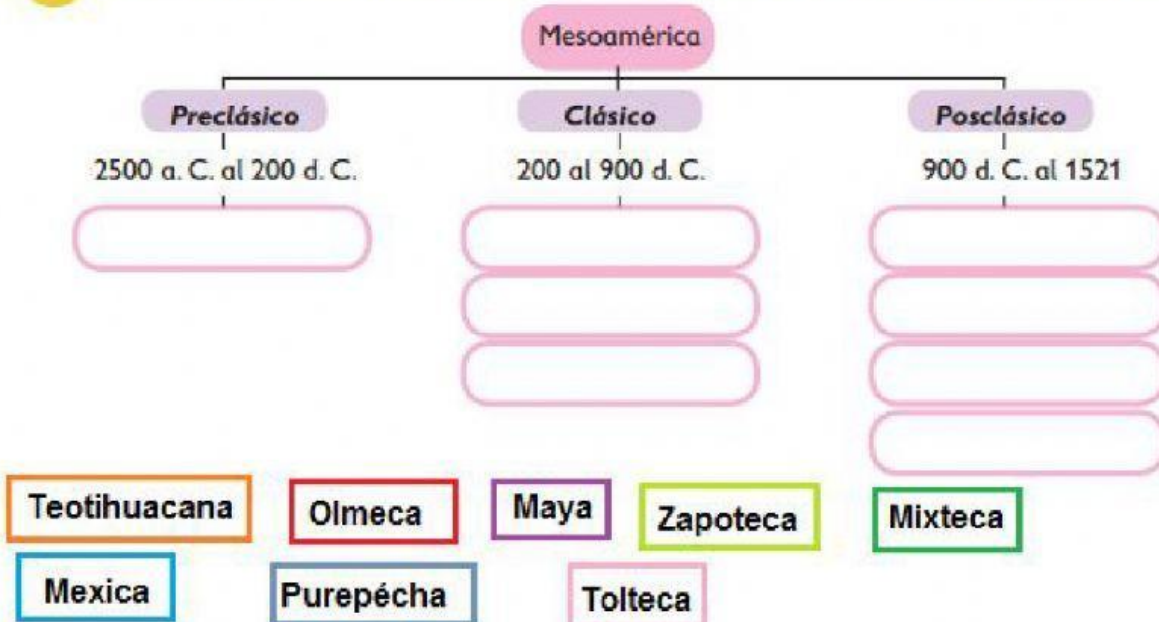 Mesoamérica
Preclásico
Clásico
Posclásico
2500 a. C. al 200 d. C.
200 al 900 d. C.
900 d. C. al 1521
Teotihuacana
Olmeca
Maya
Zapoteca
Mixteca
Mexica
Purepécha
Tolteca